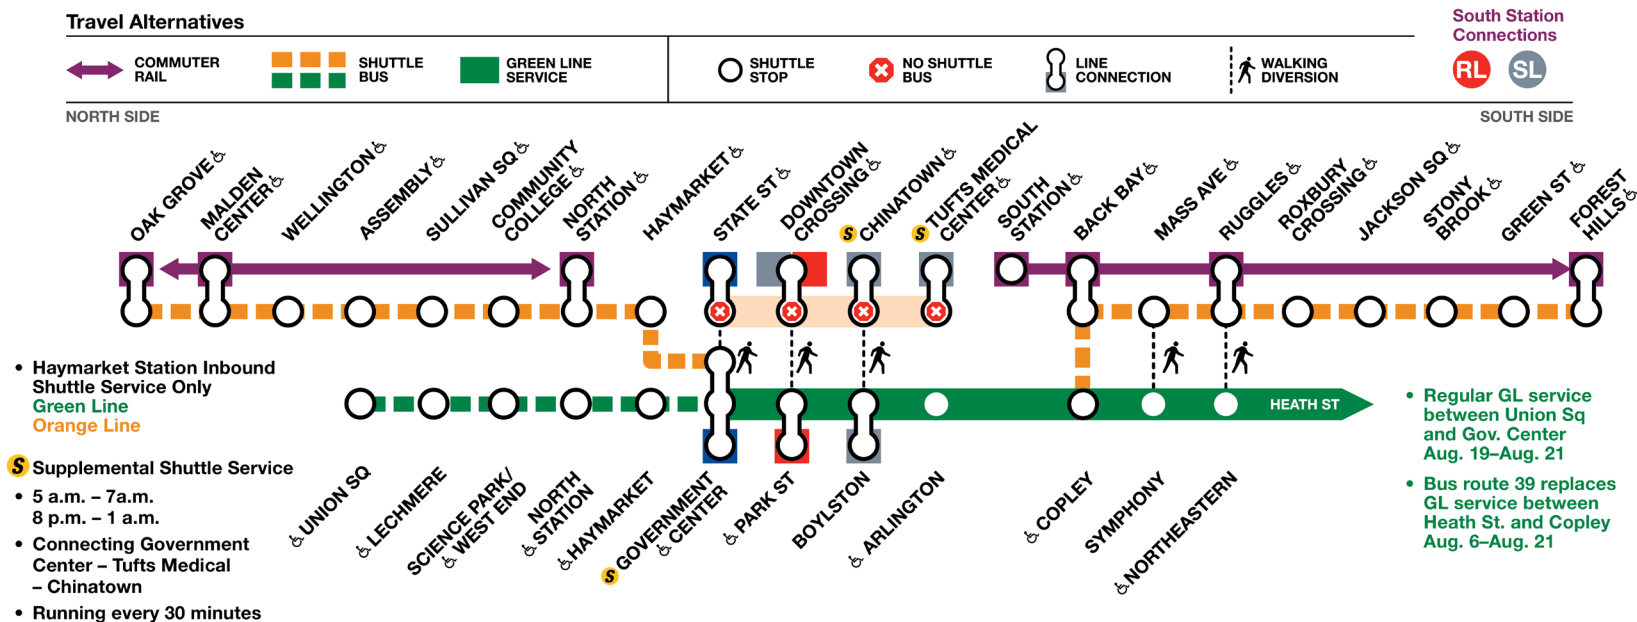 Travel Alternatives
South Station
Connections
COMMUTER
RAIL
SHUTTLE
BUS
GREEN LINE
SERVICE
SHUTTLE
STOP
NO SHUTTLE
BUS
LINE
CONNECTION
WALKING
DIVERSION
RL
SL
NORTH SIDE
SOUTH SIDE
OAK GROVE
MALDEN
CENTER
WELLINGTON
ASSEMBLY
SULLIVAN SQ
COMMUNITY
COLLEGE
NORTH
STATION
HAYMARKET
STATE ST
DOWNTOWN
CROSSING
S CHINATOWN
S TUFTS MEDICAL
CENTER
SOUTH
STATION
BACK BAY
MASS AVE
RUGGLES
ROXBURY
CROSSING
JACKSON SQ
STONY
BROOK
GREEN ST
FOREST
HILLS
• Haymarket Station Inbound
Shuttle Service Only
Green Line
Orange Line
S Supplemental Shuttle Service
• 5 a.m. – 7a.m.
8 p.m. – 1 a.m.
• Connecting Government
Center – Tufts Medical
– Chinatown
• Running every 30 minutes
HEATH ST
UNION SQ
LECHMERE
SCIENCE PARK/
WEST END
NORTH
STATION
HAYMARKET
S GOVERNMENT
CENTER
PARK ST
BOYLSTON
ARLINGTON
COPLEY
SYMPHONY
NORTHEASTERN
• Regular GL service
between Union Sq
and Gov. Center
Aug. 19–Aug. 21
• Bus route 39 replaces
GL service between
Heath St. and Copley
Aug. 6–Aug. 21